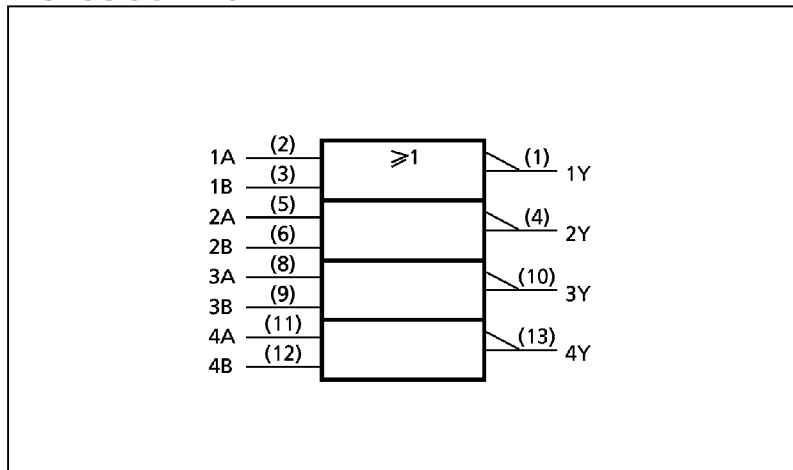 1A (2) ⩾1 (1) 1Y
1B (3)
2A (5) (4) 2Y
2B (6)
3A (8) (10) 3Y
3B (9)
4A (11) (13) 4Y
4B (12)